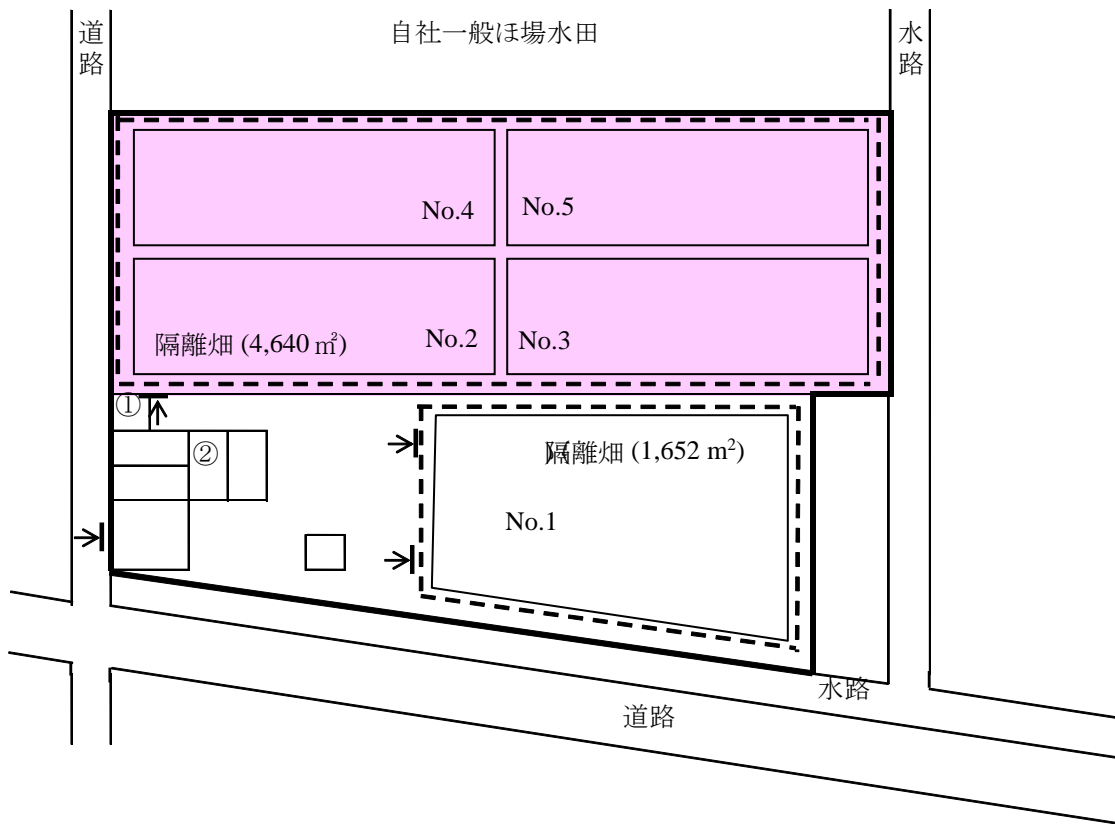 道路
自社一般ほ場水田
水路
No.4
No.5
隔離畑 (4,640 ㎡)
No.2
No.3
①
②
隔離畑 (1,652 m²)
No.1
水路
道路